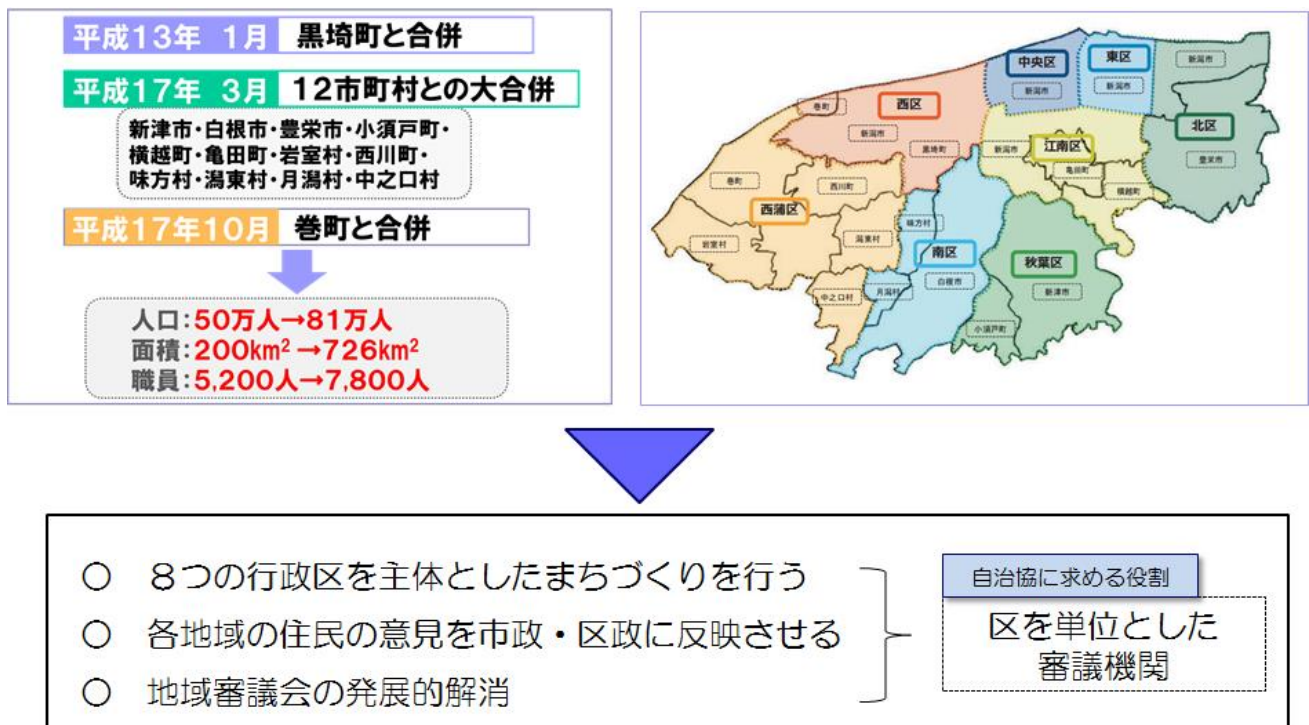 平成13年 1月 黒埼町と合併
平成17年 3月 12市町村との大合併
新津市・白根市・豊栄市・小須戸町・
横越町・亀田町・岩室村・西川町・
味方村・潟東村・月潟村・中之口村
平成17年10月 巻町と合併
人口:50万人→81万人
面積:200km²→726km²
職員:5,200人→7,800人
中央区
東区
新潟市
新潟市
新潟市
巻町
西区
北区
新潟市
黒埼町
新潟市
江南区
豊栄市
亀田町
横越町
巻町
西川町
西蒲区
味方村
岩室村
潟東村
南区
秋葉区
白根市
新津市
中之口村
月潟村
小須戸町
○ 8つの行政区を主体としたまちづくりを行う
○ 各地域の住民の意見を市政・区政に反映させる
○ 地域審議会の発展的解消
自治協に求める役割
区を単位とした
審議機関